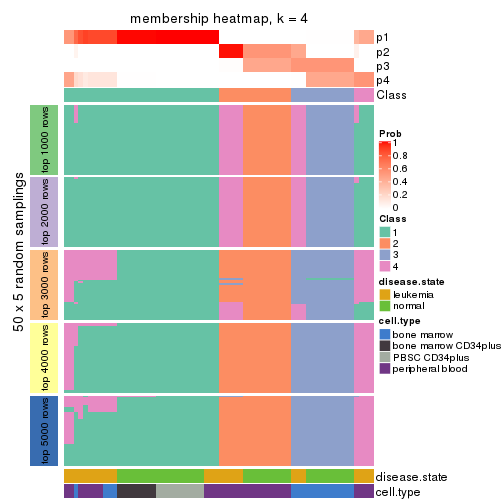 membership heatmap, k = 4
p1
p2
p3
p4
Class
50 x 5 random samplings
top 1000 rows
top 2000 rows
top 3000 rows
top 4000 rows
top 5000 rows
Prob
1
0.8
0.6
0.4
0.2
0
Class
1
2
3
4
disease.state
leukemia
normal
cell.type
bone marrow
bone marrow CD34plus
PBSC CD34plus
peripheral blood
disease.state
cell.type